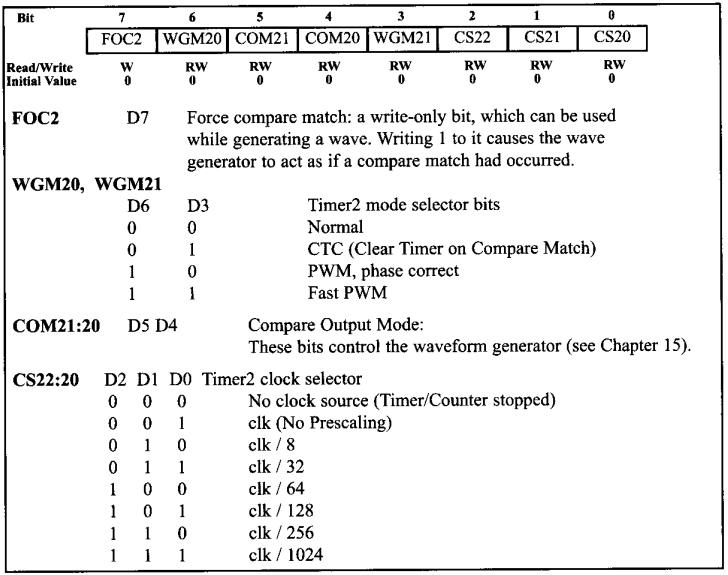 Bit 7 6 5 4 3 2 1 0
FOC2 WGM20 COM21 COM20 WGM21 CS22 CS21 CS20
Read/Write W RW RW RW RW RW RW RW
Initial Value 0 0 0 0 0 0 0 0
FOC2 D7 Force compare match: a write-only bit, which can be used
while generating a wave. Writing 1 to it causes the wave
generator to act as if a compare match had occurred.
WGM20, WGM21
D6 D3 Timer2 mode selector bits
0 0 Normal
0 1 CTC (Clear Timer on Compare Match)
1 0 PWM, phase correct
1 1 Fast PWM
COM21:20 D5 D4 Compare Output Mode:
These bits control the waveform generator (see Chapter 15).
CS22:20 D2 D1 D0 Timer2 clock selector
0 0 0 No clock source (Timer/Counter stopped)
0 0 1 clk (No Prescaling)
0 1 0 clk / 8
0 1 1 clk / 32
1 0 0 clk / 64
1 0 1 clk / 128
1 1 0 clk / 256
1 1 1 clk / 1024